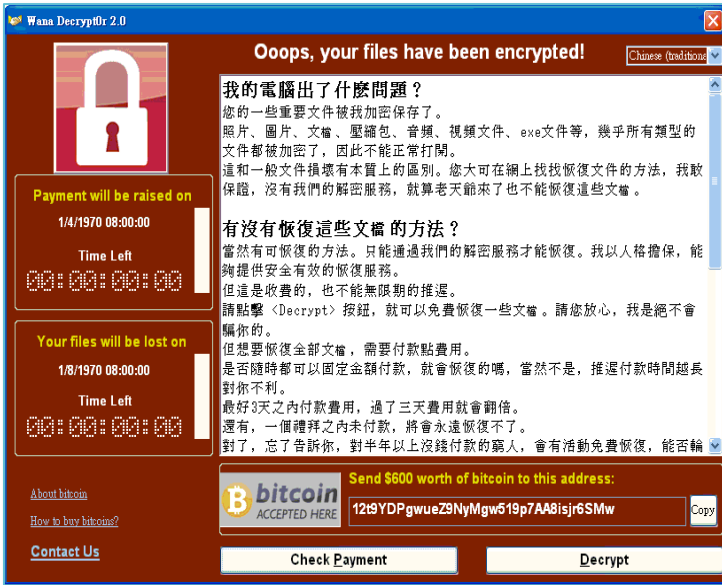 Wana Decrypt0r 2.0
Ooops, your files have been encrypted!
Chinese (traditiona
我的電腦出了什麼問題？
您的一些重要文件被我加密保存了。
照片、圖片、文檔、壓縮包、音頻、視頻文件、exe文件等，幾乎所有類型的
文件都被加密了，因此不能正常打開。
這和一般文件損壞有本質上的區別。您大可在網上找找恢復文件的方法，我敢
保證，沒有我們的解密服務，就算老天爺來了也不能恢復這些文檔。
有沒有恢復這些文檔的方法？
當然有可恢復的方法。只能通過我們的解密服務才能恢復。我以人格擔保，能
夠提供安全有效的恢復服務。
但這是收費的，也不能無限期的推遲。
請點擊 <Decrypt> 按鈕，就可以免費恢復一些文檔。請您放心，我是絕不會
騙你的。
但想要恢復全部文檔，需要付款點費用。
是否隨時都可以固定金額付款，就會恢復的嗎，當然不是，推遲付款時間越長
對你不利。
最好3天之內付款費用，過了三天費用就會翻倍。
還有，一個禮拜之內未付款，將會永遠恢復不了。
對了，忘了告訴你，對半年以上沒錢付款的窮人，會有活動免費恢復，能否輪
Payment will be raised on
1/4/1970 08:00:00
Time Left
00:00:00:00
Your files will be lost on
1/8/1970 08:00:00
Time Left
00:00:00:00
About bitcoin
How to buy bitcoins?
Contact Us
bitcoin
ACCEPTED HERE
Send $600 worth of bitcoin to this address:
12t9YDPgwueZ9NyMgw519p7AA8isjr6SMw
Copy
Check Payment
Decrypt